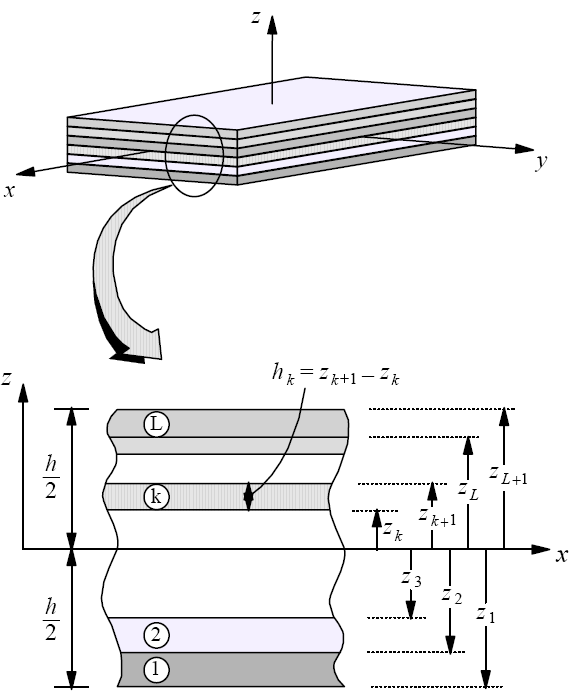 z
y
x
h_k = z_{k+1} – z_k
z
L
h/2
k
z_{L+1}
z_L
z_{k+1}
z_k
x
z_3
z_2
z_1
h/2
2
1